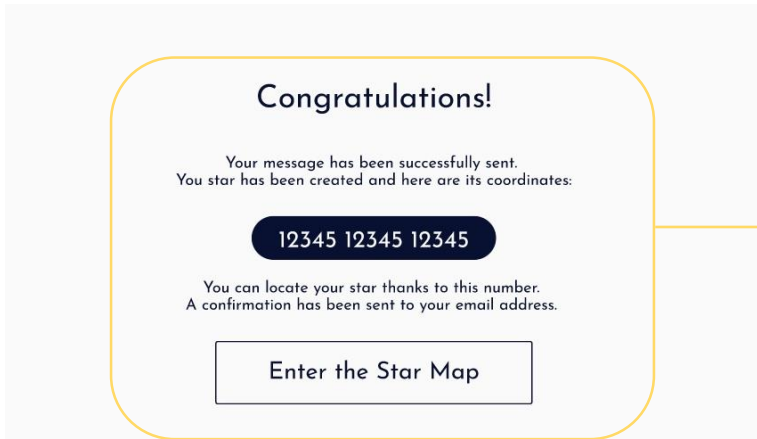 Congratulations!
Your message has been successfully sent.
You star has been created and here are its coordinates:
12345 12345 12345
You can locate your star thanks to this number.
A confirmation has been sent to your email address.
Enter the Star Map